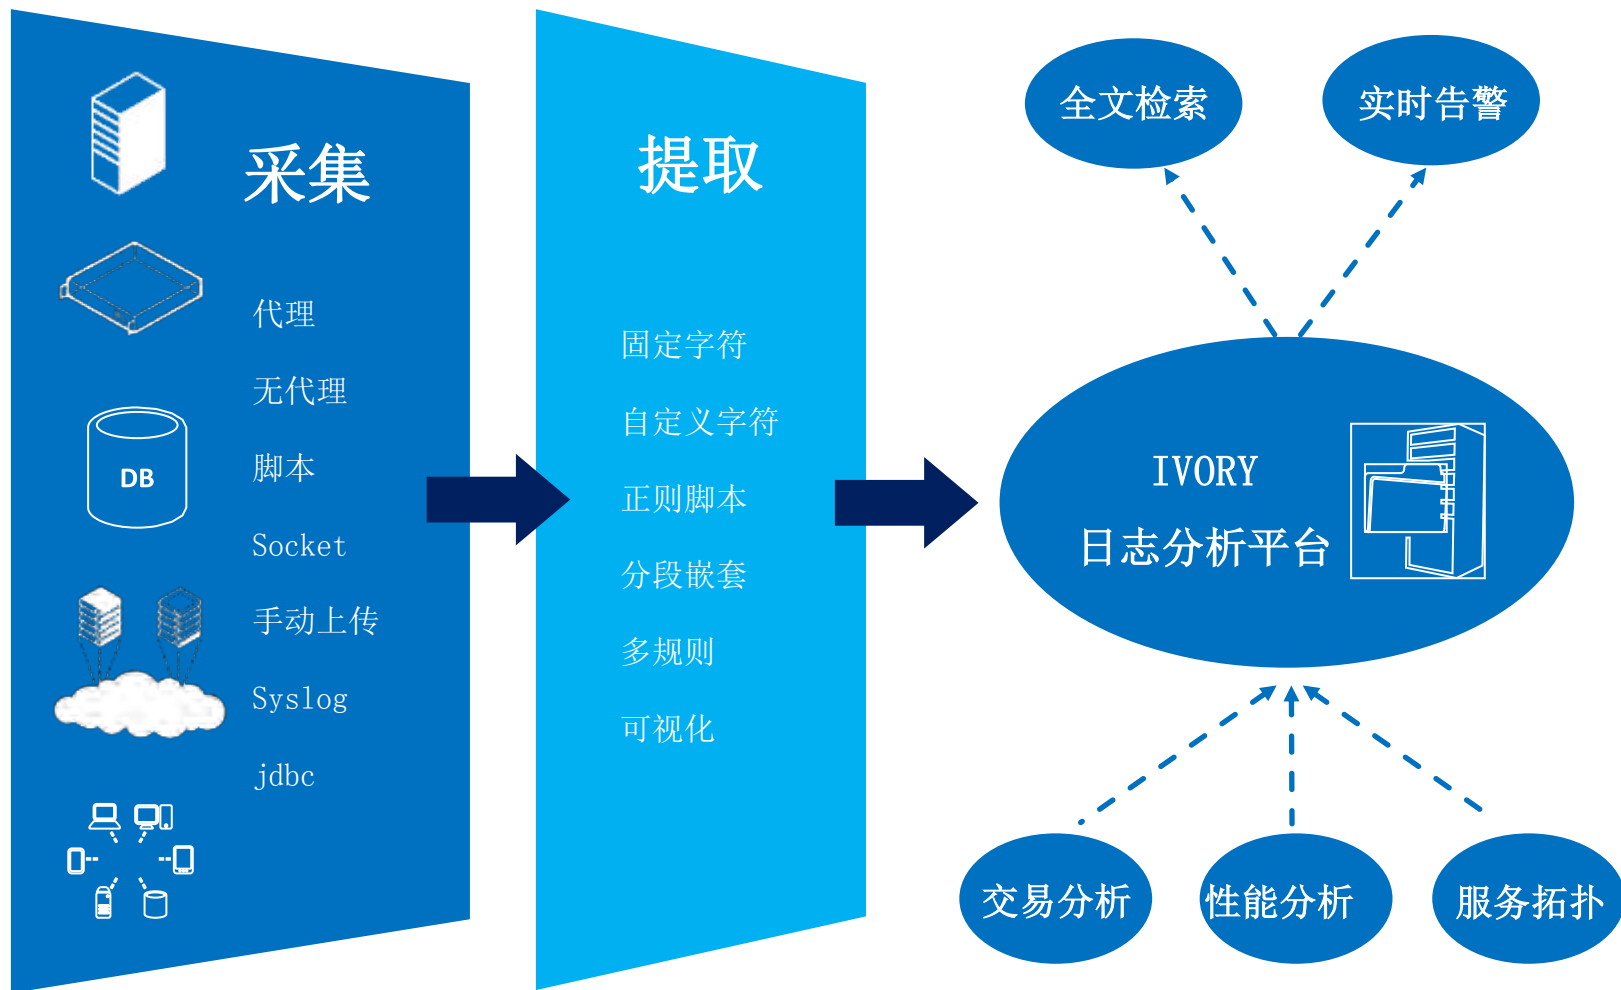 采集
代理
无代理
脚本
Socket
手动上传
Syslog
jdbc
DB
提取
固定字符
自定义字符
正则脚本
分段嵌套
多规则
可视化
全文检索
实时告警
IVORY
日志分析平台
交易分析
性能分析
服务拓扑